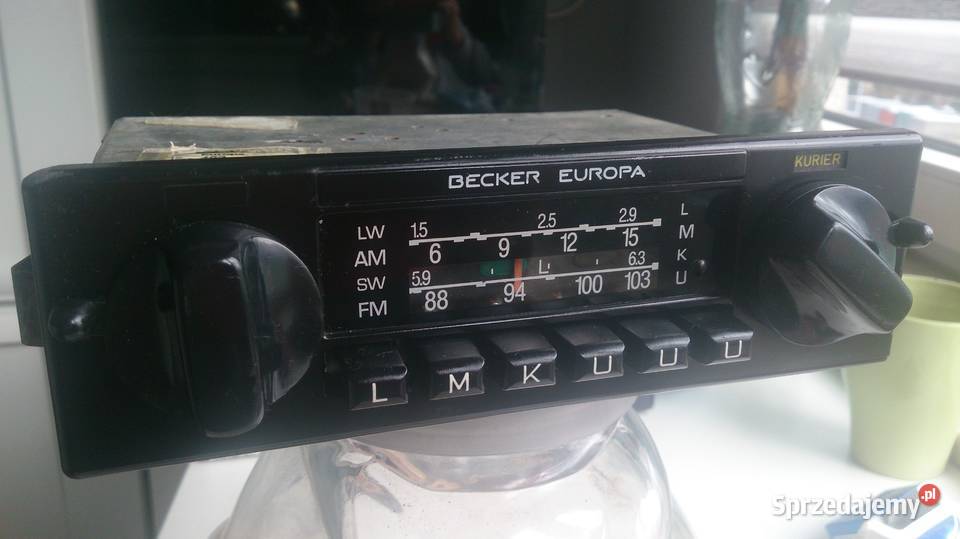 KURIER
BECKER EUROPA
LW 1.5 2.5 2.9 L
AM 6 9 12 15 M
SW 5.9 L 6.3 K
FM 88 94 100 103 U
L M K U U U
Sprzedajemy.pl